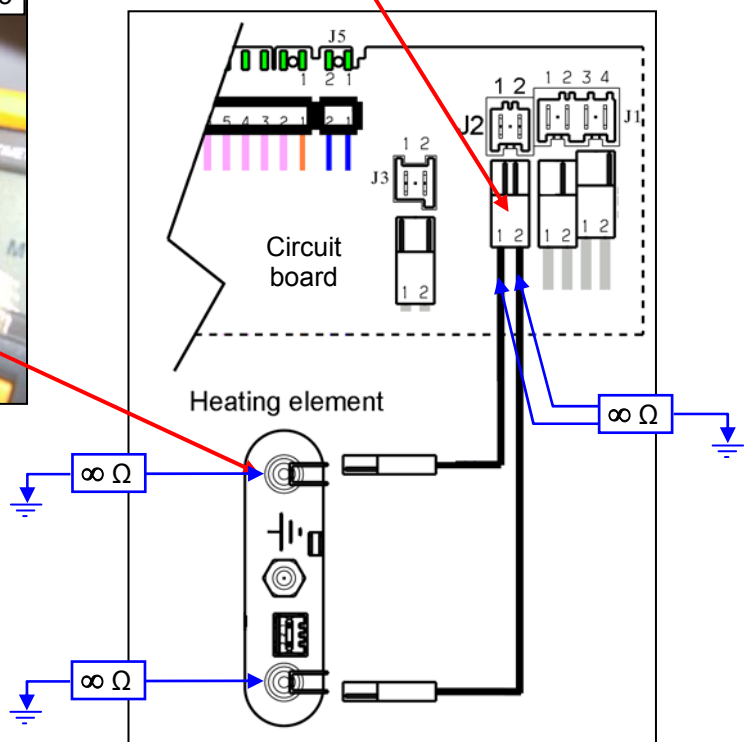 J5
1 2 1
5 4 3 2 1 2 1
1 2
J2
1 2 3 4
J1
1 2
J3
Circuit
board
1 2
1 2
1 2
1 2
Heating element
∞ Ω
∞ Ω
∞ Ω